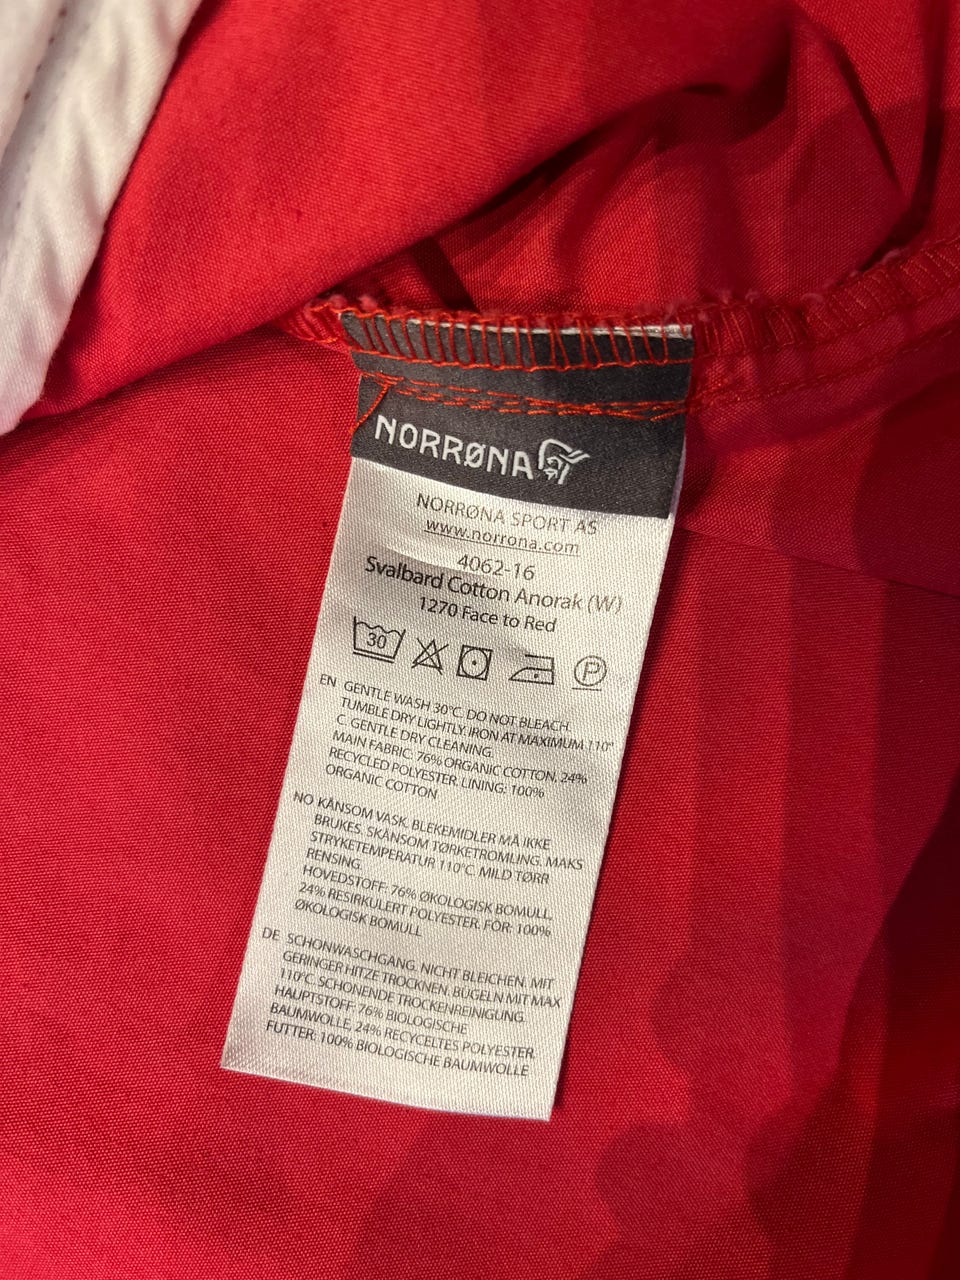 NORRØNA
NORRØNA SPORT AS
www.norrona.com
4062-16
Svalbard Cotton Anorak (W)
1270 Face to Red
30 P
EN GENTLE WASH 30°C. DO NOT BLEACH.
TUMBLE DRY LIGHTLY. IRON AT MAXIMUM 110°
C. GENTLE DRY CLEANING.
MAIN FABRIC: 76% ORGANIC COTTON, 24%
RECYCLED POLYESTER. LINING: 100%
ORGANIC COTTON
NO KÅNSOM VASK. BLEKEMIDLER MÅ IKKE
BRUKES. SKÅNSOM TØRKETROMLING. MAKS
STRYKETEMPERATUR 110°C. MILD TØRR
RENSING.
HOVEDSTOFF: 76% ØKOLOGISK BOMULL,
24% RESIRKULERT POLYESTER. FÔR: 100%
ØKOLOGISK BOMULL
DE SCHONWASCHGANG. NICHT BLEICHEN. MIT
GERINGER HITZE TROCKNEN. BÜGELN MIT MAX
110°C. SCHONENDE TROCKENREINIGUNG.
HAUPTSTOFF: 76% BIOLOGISCHE
BAUMWOLLE, 24% RECYCELTES POLYESTER.
FUTTER: 100% BIOLOGISCHE BAUMWOLLE